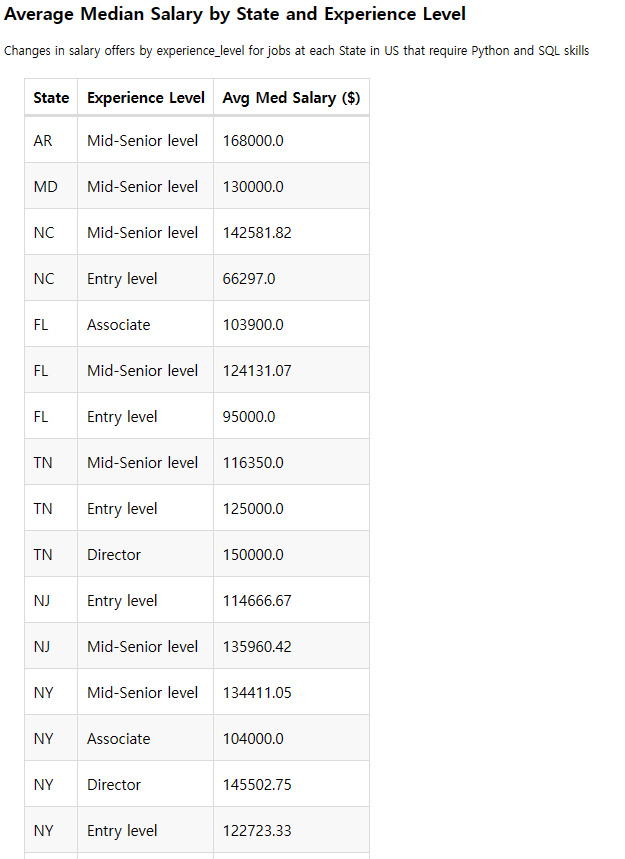 Average Median Salary by State and Experience Level
Changes in salary offers by experience_level for jobs at each State in US that require Python and SQL skills
State Experience Level Avg Med Salary ($)
AR Mid-Senior level 168000.0
MD Mid-Senior level 130000.0
NC Mid-Senior level 142581.82
NC Entry level 66297.0
FL Associate 103900.0
FL Mid-Senior level 124131.07
FL Entry level 95000.0
TN Mid-Senior level 116350.0
TN Entry level 125000.0
TN Director 150000.0
NJ Entry level 114666.67
NJ Mid-Senior level 135960.42
NY Mid-Senior level 134411.05
NY Associate 104000.0
NY Director 145502.75
NY Entry level 122723.33